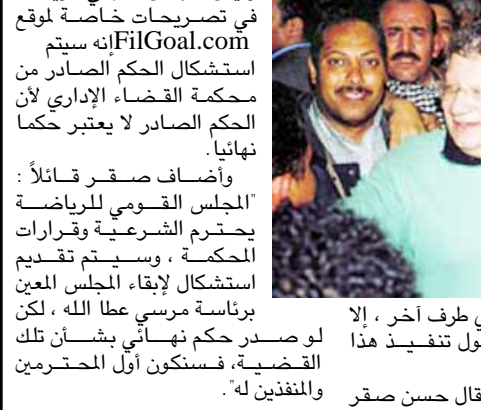 في تصريحات خاصة لموقع
FilGoal.comإنه سيتم
استشكال الحكم الصادر من
محكمة القضاء الإداري لأن
الحكم الصادر لا يعتبر حكما
نهائيا.
وأضاف صقر قائلاً :
"المجلس القومي للرياضة
يحترم الشرعية وقرارات
المحكمة ، وسيتم تقديم
استشكال لإبقاء المجلس المعين
برئاسة مرسي عطا الله ، لكن
لو صدر حكم نهائي بشأن تلك
القضية، فسنكون أول المحترمين
والمنفذين له".
ي طرف آخر ، إلا
ول تنفيذ هذا
قال حسن صقر